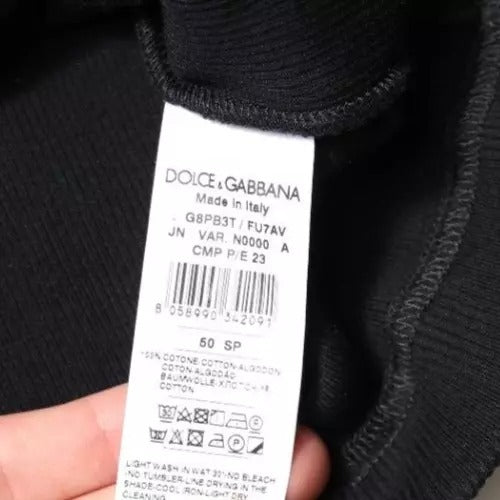 DOLCE & GABBANA
Made in Italy
G8PB3T / FU7AV
JN VAR. N0000 A
CMP P/E 23
8 058990 342091
50 SP
100% COTONE-COTTON-ALGODON
COTON-ALGODÃO
BAUMWOLLE-ХЛОПОК-棉
COTTON
LIGHT WASH IN WAT 30°-NO BLEACH
-NO TUMBLER-LINE DRYING IN THE
SHADE-COOL IRON-LIGHT DRY